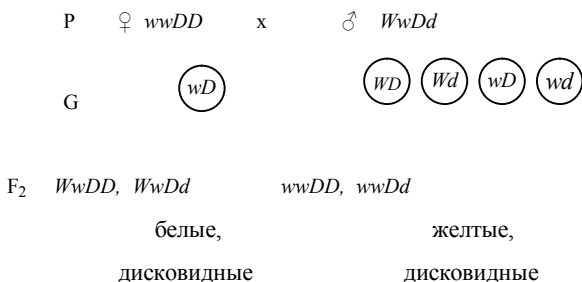 P ♀ wwDD x ♂ WwDd
G wD WD Wd wD wd
F₂ WwDD, WwDd wwDD, wwDd
белые, желтые,
дисковидные дисковидные